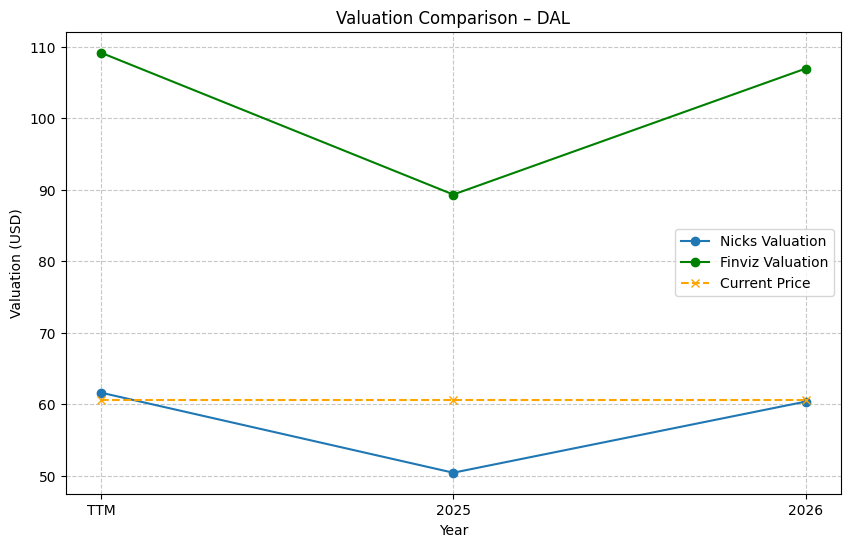 Valuation Comparison – DAL
Valuation (USD)
110
100
90
80
70
60
50
Nicks Valuation
Finviz Valuation
Current Price
TTM
2025
2026
Year